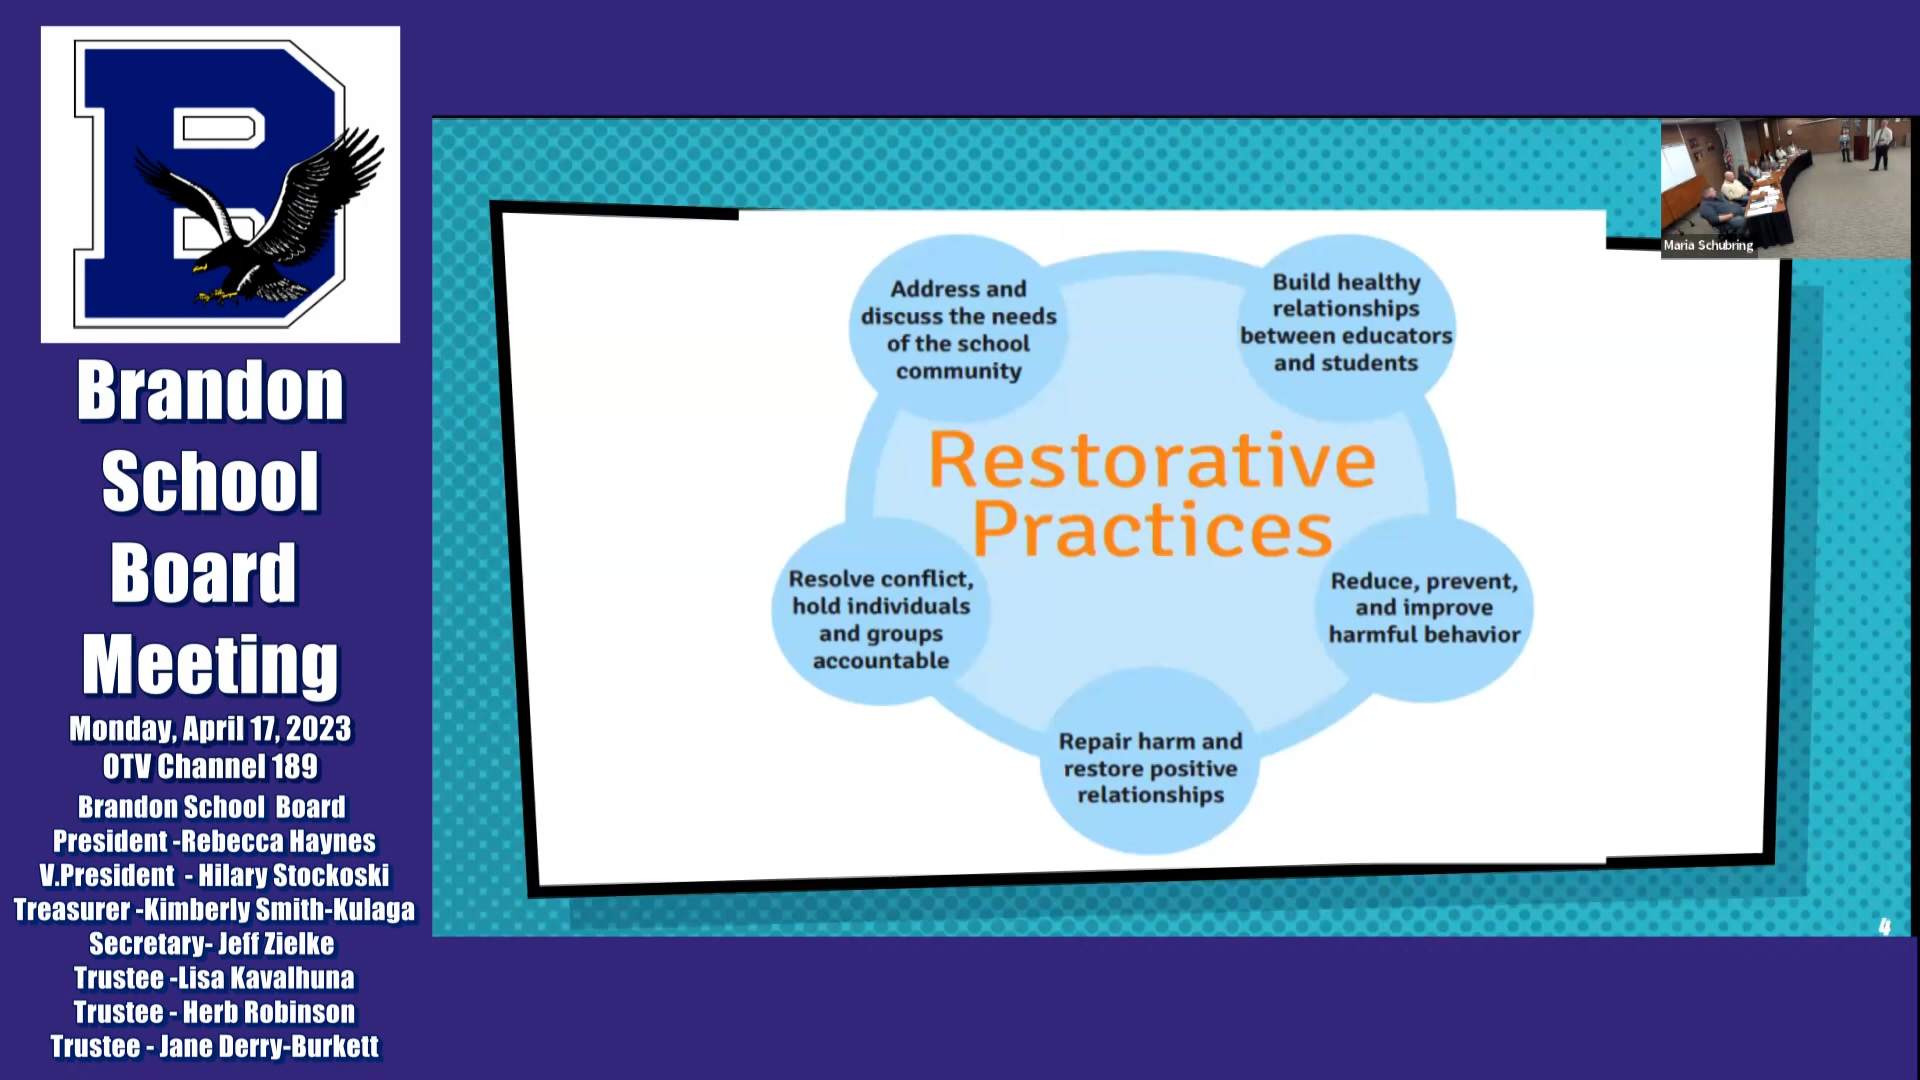 B
Brandon
School
Board
Meeting
Monday, April 17, 2023
OTV Channel 189
Brandon School Board
President -Rebecca Haynes
V.President - Hilary Stockoski
Treasurer -Kimberly Smith-Kulaga
Secretary- Jeff Zielke
Trustee -Lisa Kavalhuna
Trustee - Herb Robinson
Trustee - Jane Derry-Burkett
Address and
discuss the needs
of the school
community
Build healthy
relationships
between educators
and students
Restorative
Practices
Resolve conflict,
hold individuals
and groups
accountable
Reduce, prevent,
and improve
harmful behavior
Repair harm and
restore positive
relationships
Maria Schubring
4